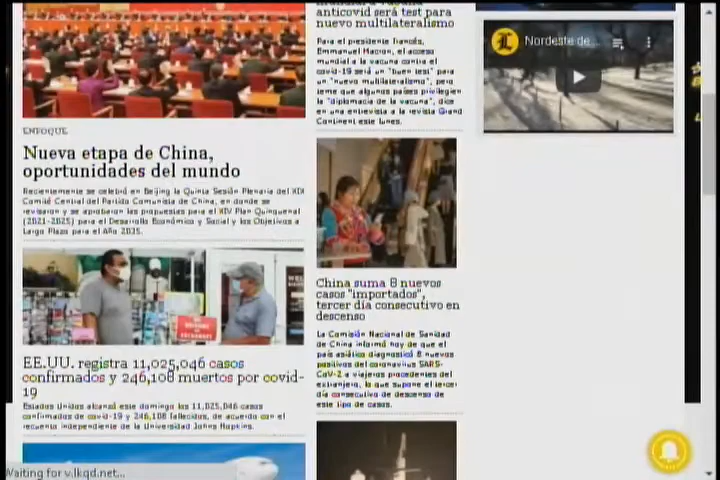 ENFOQUE
Nueva etapa de China,
oportunidades del mundo
Recientemente se celebró en Beijing la Quinta Sesión Plenaria del XIX
Comité Central del Partido Comunista de China, en donde se
revisaron y se aprobaron las propuestas para el XIV Plan Quinquenal
(2021-2025) para el Desarrollo Económico y Social y los Objetivos a
Largo Plazo para el Año 2035.
EE.UU. registra 11,025,046 casos
confirmados y 246,108 muertos por covid-
19
Estados Unidos alcanzó este domingo los 11,025,046 casos
confirmados de covid-19 y 246,108 fallecidos, de acuerdo con el
recuento independiente de la Universidad Johns Hopkins.
anticovid será test para
nuevo multilateralismo
Para el presidente francés,
Emmanuel Macron, el acceso
mundial a la vacuna contra el
covid-19 será un "buen test" para
un "nuevo multilateralismo", pero
teme que algunos países privilegien
la "diplomacia de la vacuna", dice
en una entrevista a la revista Grand
Continent este lunes.
China suma 8 nuevos
casos "importados",
tercer día consecutivo en
descenso
La Comisión Nacional de Sanidad
de China informó hoy de que el
país asiático diagnosticó 8 nuevos
positivos del coronavirus SARS-
CoV-2 a viajeros procedentes del
extranjero, lo que supone el tercer
día consecutivo de descenso de
este tipo de casos.
L
Nordeste de...
Waiting for v.lkqd.net...